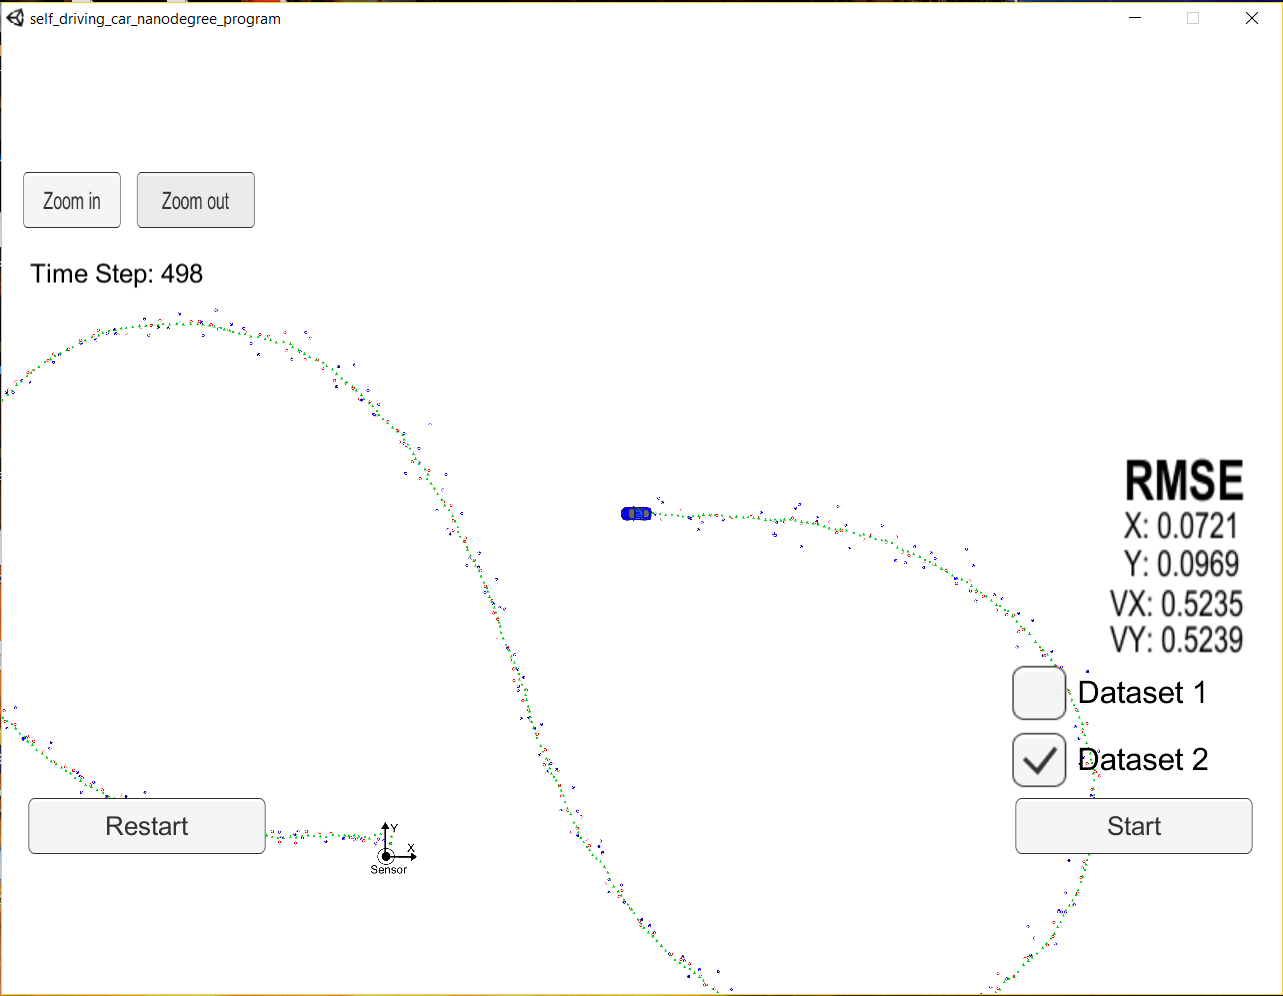 self_driving_car_nanodegree_program
Zoom in
Zoom out
Time Step: 498
RMSE
X: 0.0721
Y: 0.0969
VX: 0.5235
VY: 0.5239
Dataset 1
Dataset 2
Restart
Start
Y
X
Sensor